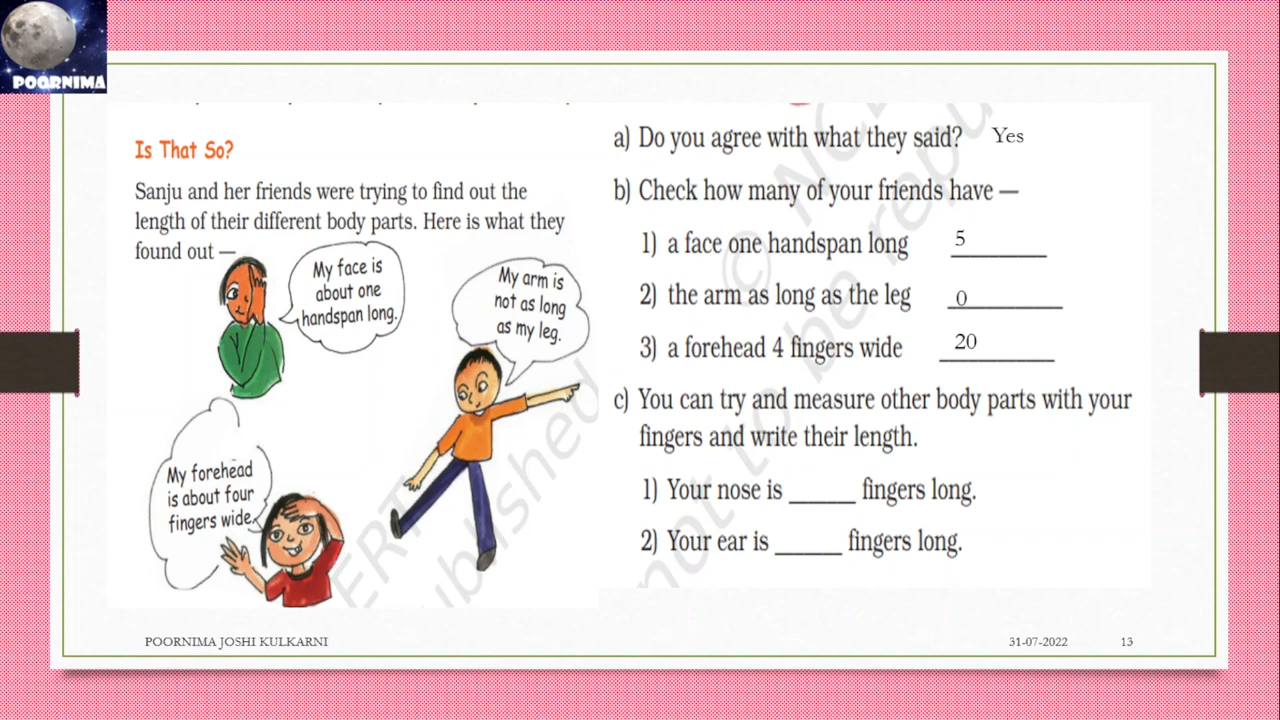 POORNIMA
Is That So?
Sanju and her friends were trying to find out the
length of their different body parts. Here is what they
found out —
My face is
about one
handspan long.
My arm is
not as long
as my leg.
My forehead
is about four
fingers wide.
a) Do you agree with what they said? Yes
b) Check how many of your friends have —
1) a face one handspan long 5
2) the arm as long as the leg 0
3) a forehead 4 fingers wide 20
c) You can try and measure other body parts with your
fingers and write their length.
1) Your nose is ______ fingers long.
2) Your ear is ______ fingers long.
POORNIMA JOSHI KULKARNI
31-07-2022
13